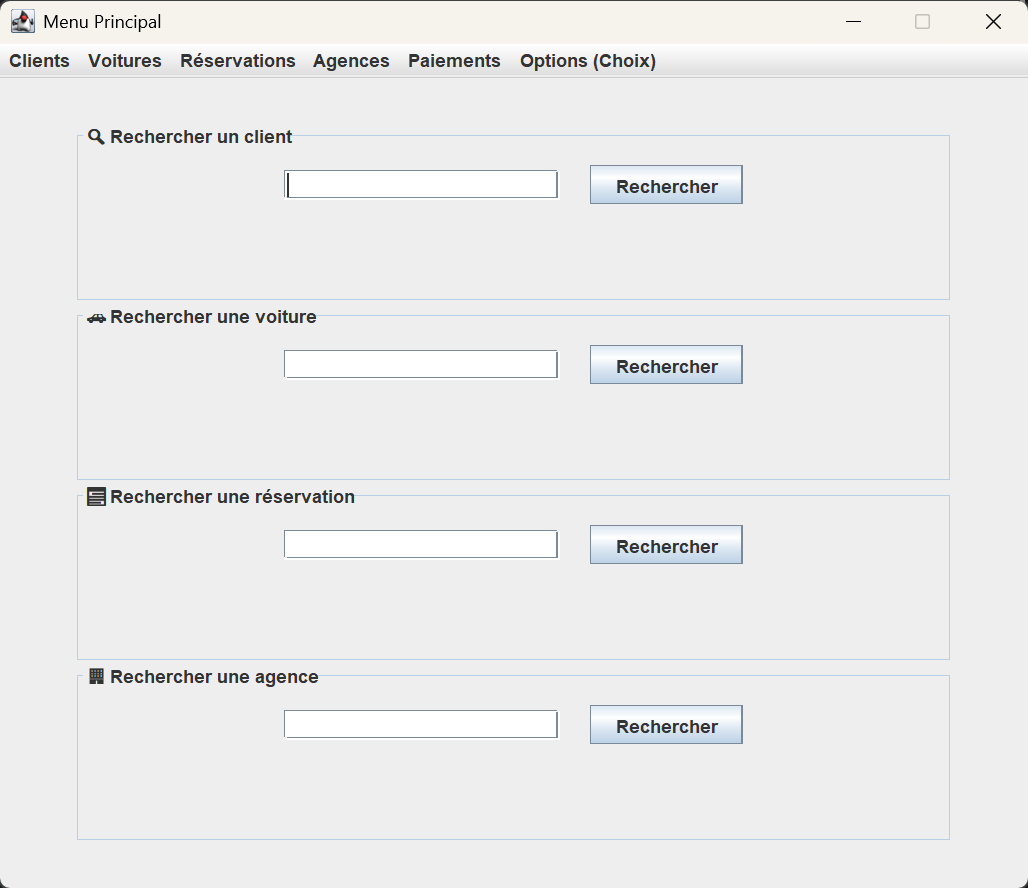 Menu Principal
Clients Voitures Réservations Agences Paiements Options (Choix)
Rechercher un client
Rechercher
Rechercher une voiture
Rechercher
Rechercher une réservation
Rechercher
Rechercher une agence
Rechercher